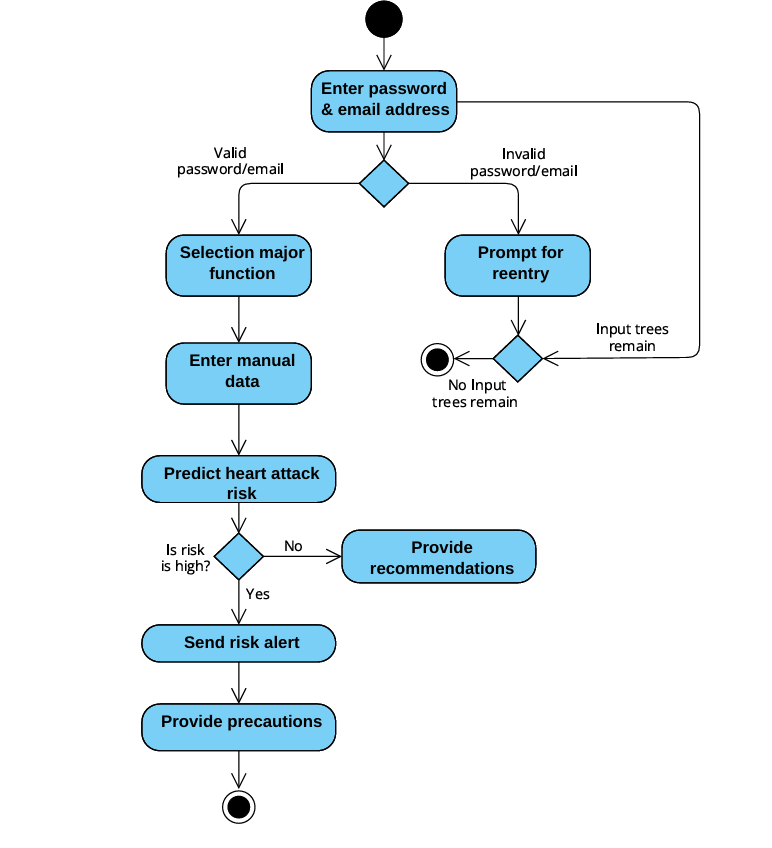 Enter password
& email address
Valid
password/email
Invalid
password/email
Selection major
function
Prompt for
reentry
Input trees
remain
No Input
trees remain
Enter manual
data
Predict heart attack
risk
Is risk
is high?
No
Provide
recommendations
Yes
Send risk alert
Provide precautions